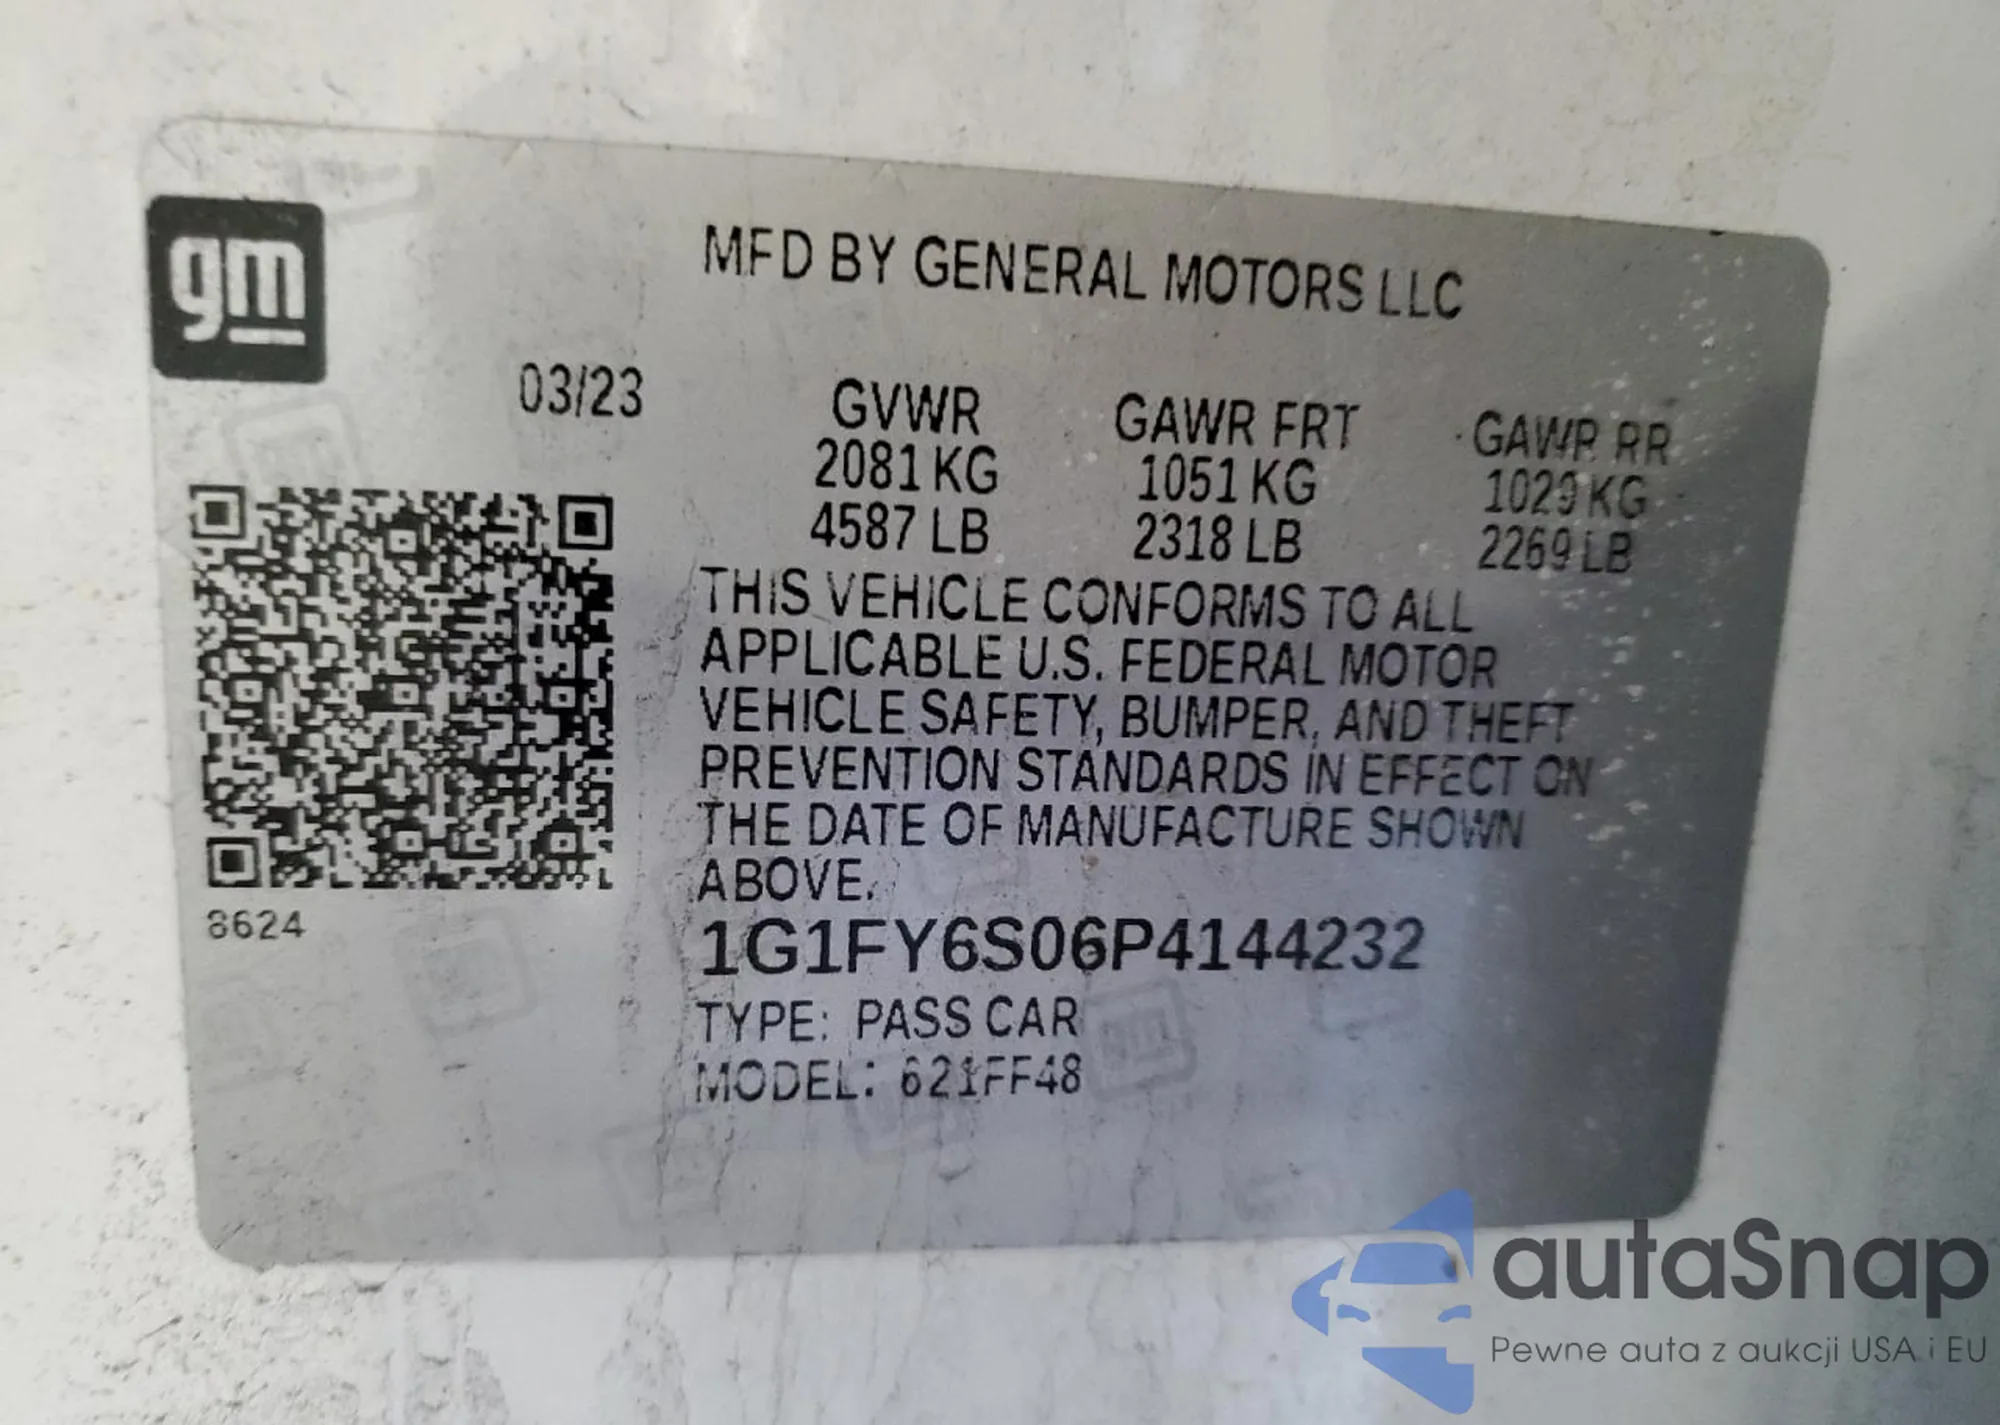 gm
MFD BY GENERAL MOTORS LLC
03/23
GVWR GAWR FRT GAWR RR
2081 KG 1051 KG 1029 KG
4587 LB 2318 LB 2269 LB
THIS VEHICLE CONFORMS TO ALL
APPLICABLE U.S. FEDERAL MOTOR
VEHICLE SAFETY, BUMPER, AND THEFT
PREVENTION STANDARDS IN EFFECT ON
THE DATE OF MANUFACTURE SHOWN
ABOVE.
8624
1G1FY6S06P4144232
TYPE: PASS CAR
MODEL: 621FF48
autaSnap
Pewne auta z aukcji USA i EU